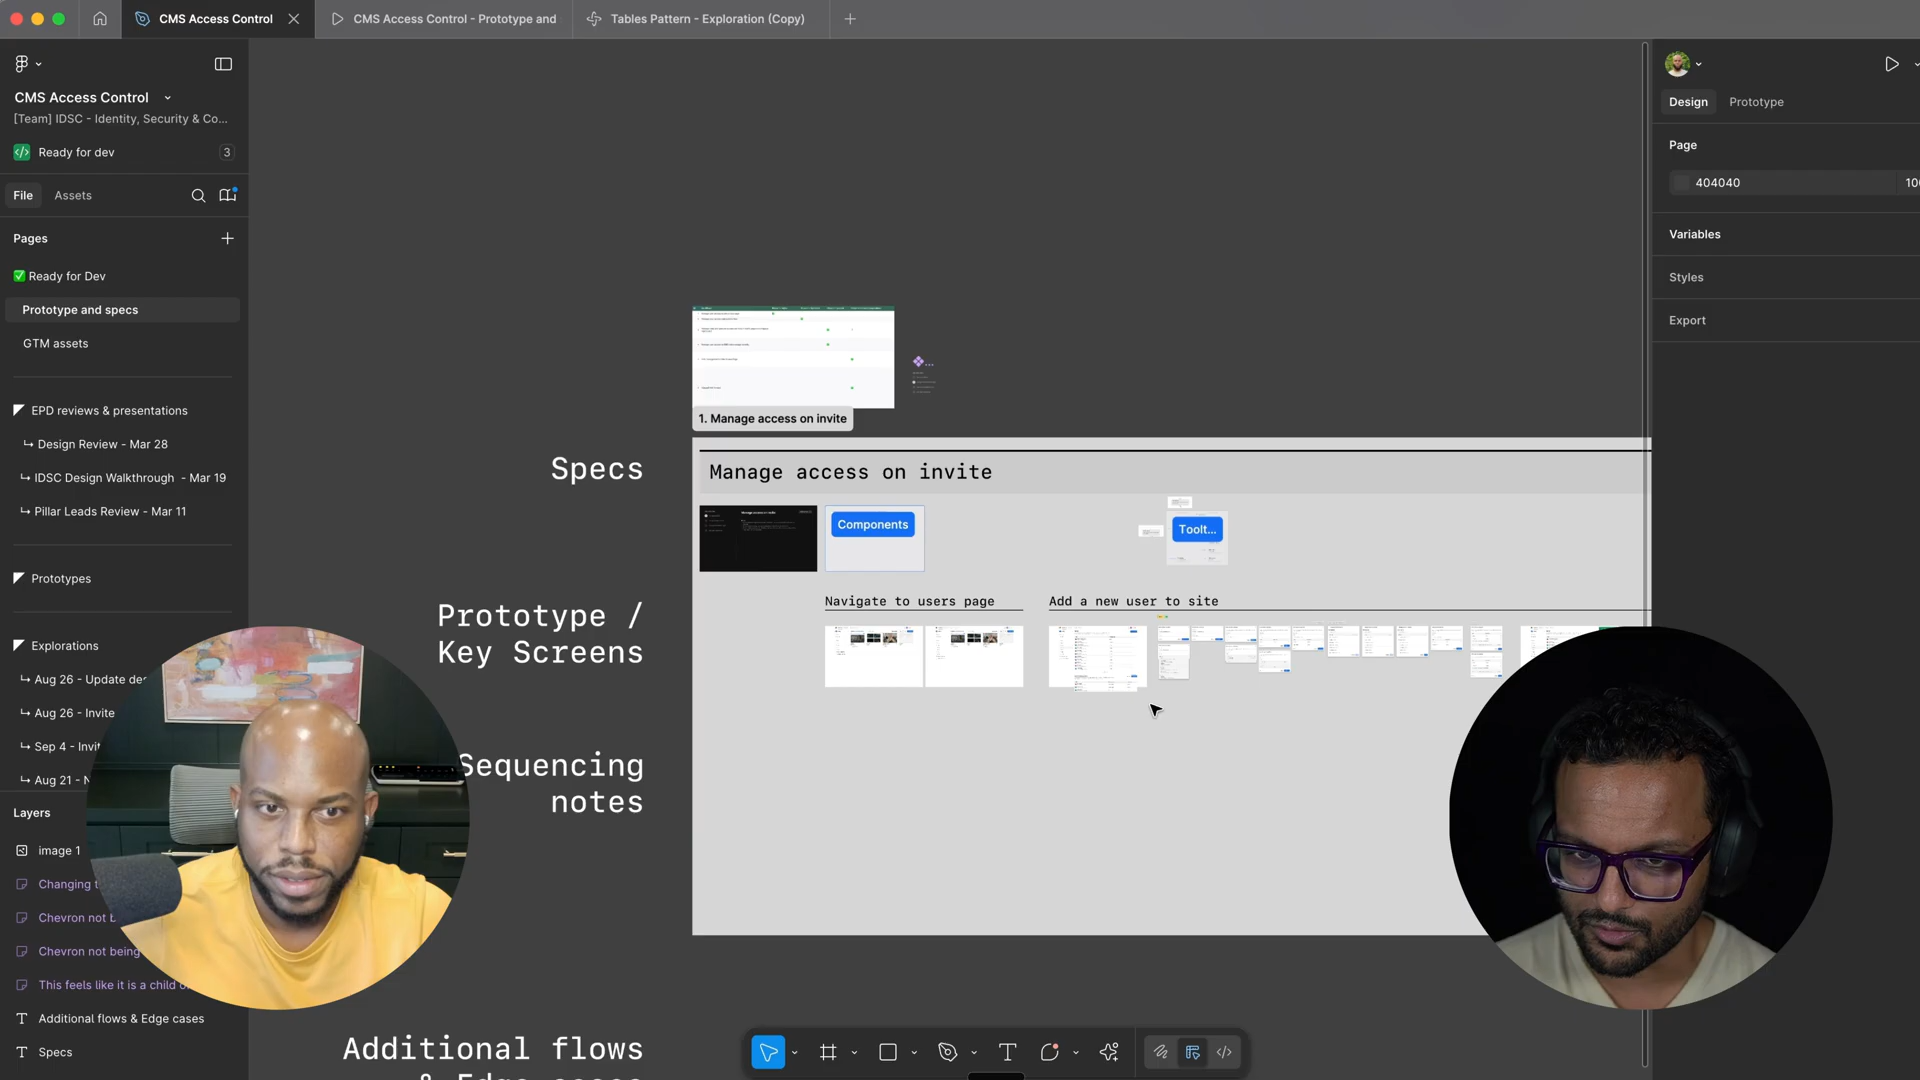 CMS Access Control
CMS Access Control - Prototype and
Tables Pattern - Exploration (Copy)
CMS Access Control
[Team] IDSC - Identity, Security & Co...
Ready for dev
3
File
Assets
Pages
Ready for Dev
Prototype and specs
GTM assets
EPD reviews & presentations
Design Review - Mar 28
IDSC Design Walkthrough - Mar 19
Pillar Leads Review - Mar 11
Prototypes
Explorations
Aug 26 - Update
Aug 26 - Invite
Sep 4 -
Aug 21 -
Layers
image 1
Changing
Chevron not
Chevron not being
This feels like it is a child
Additional flows & Edge cases
Specs
1. Manage access on invite
Specs
Manage access on invite
Components
Toolt...
Navigate to users page
Add a new user to site
Prototype /
Key Screens
Sequencing
notes
Additional flows
& Edge cases
Design
Prototype
Page
404040
Variables
Styles
Export